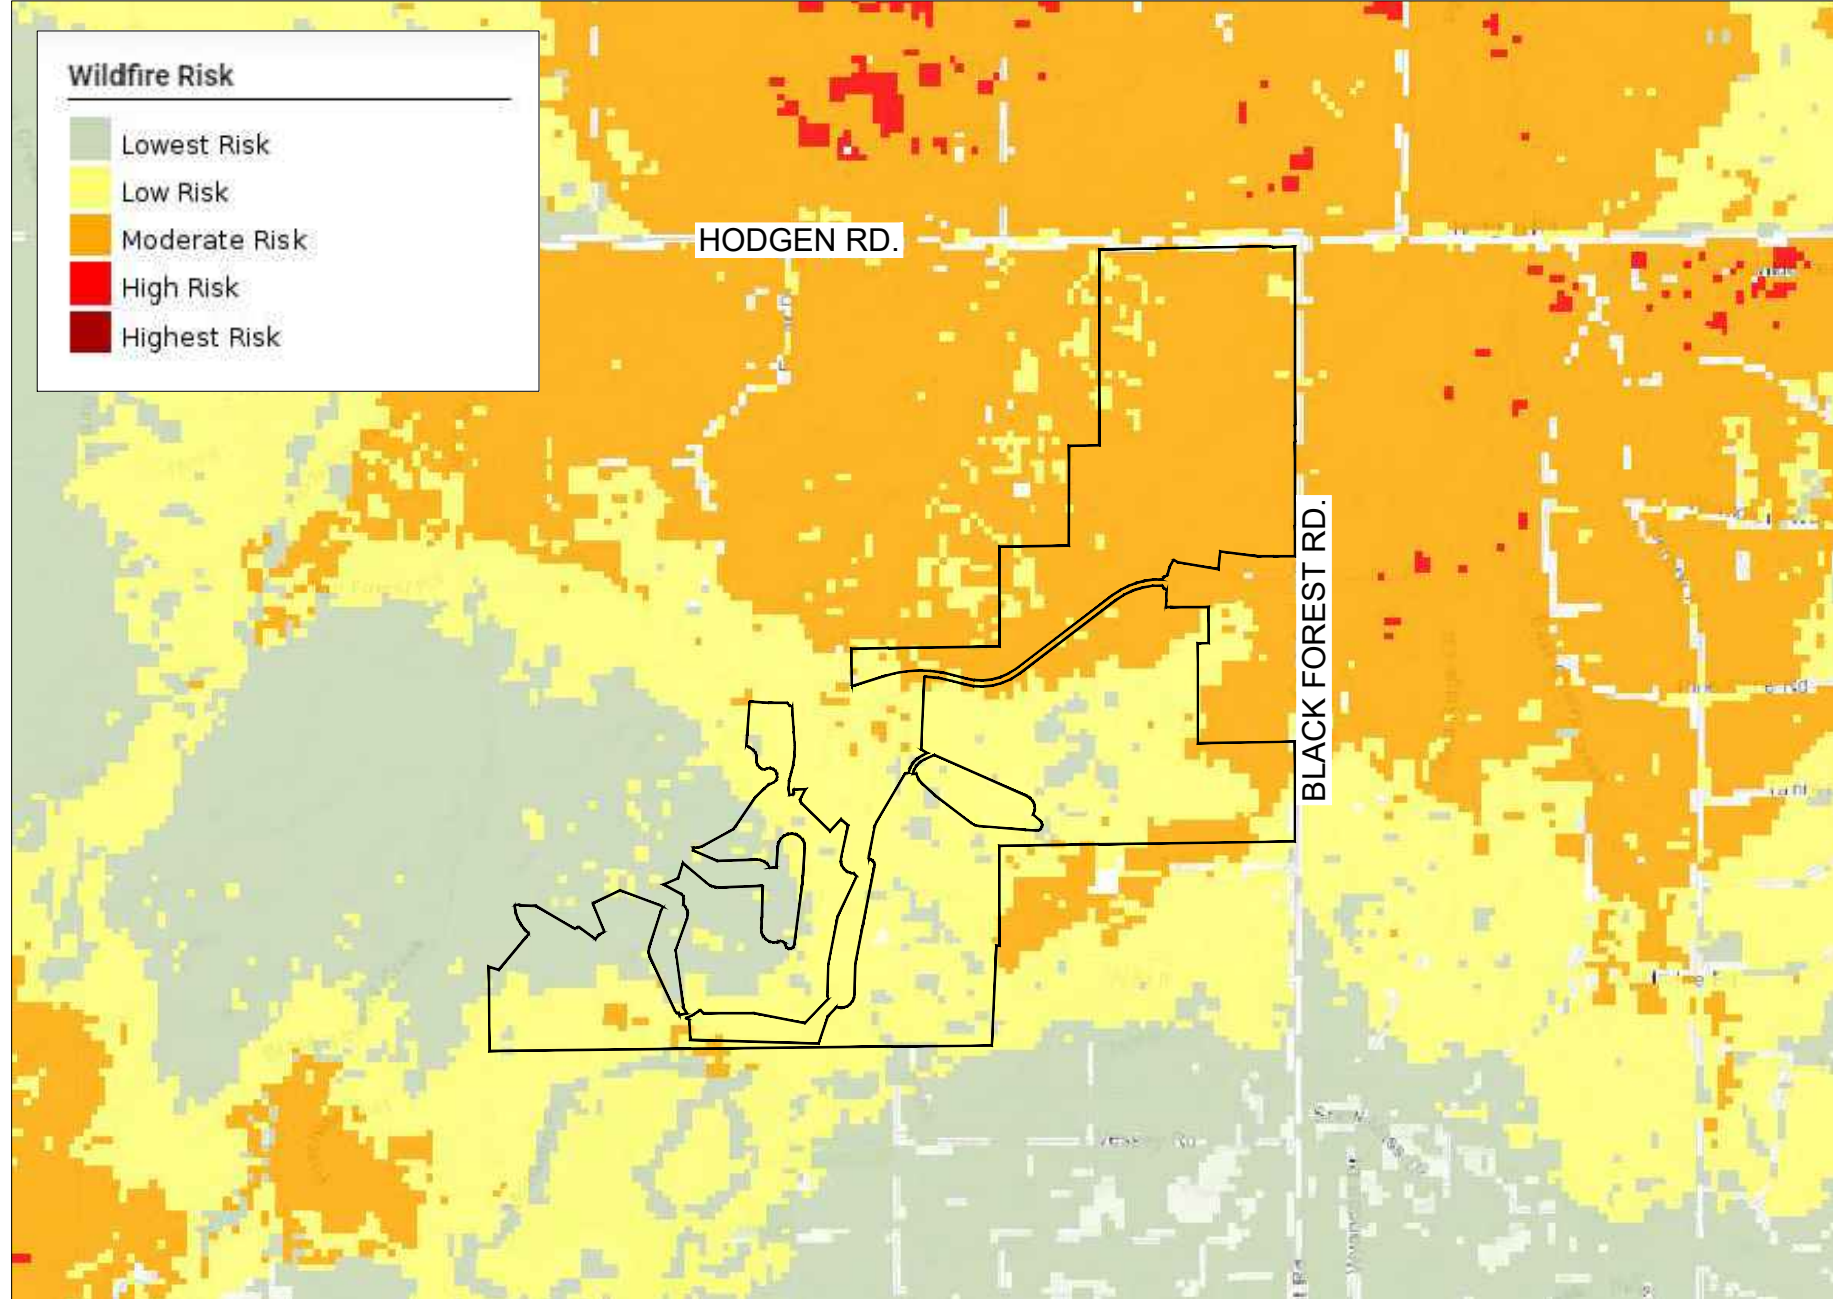 Wildfire Risk
Lowest Risk
Low Risk
Moderate Risk
High Risk
Highest Risk
HODGEN RD.
BLACK FOREST RD.